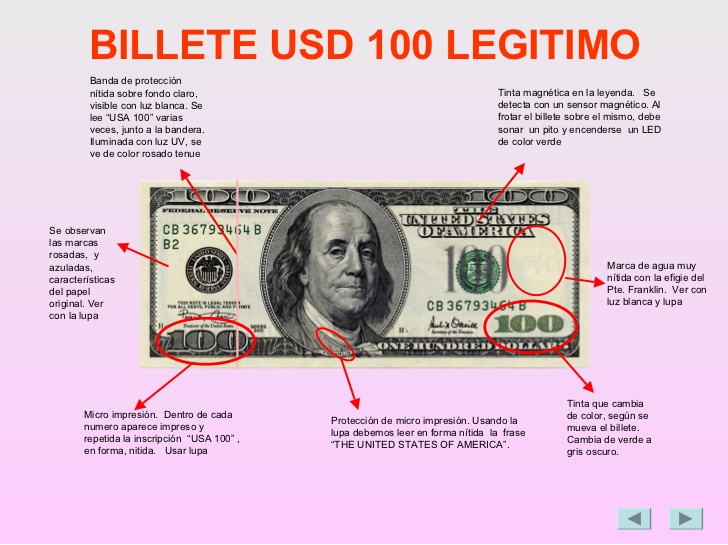 BILLETE USD 100 LEGITIMO
Banda de protección
nítida sobre fondo claro,
visible con luz blanca. Se
lee “USA 100” varias
veces, junto a la bandera.
Iluminada con luz UV, se
ve de color rosado tenue
Tinta magnética en la leyenda. Se
detecta con un sensor magnético. Al
frotar el billete sobre el mismo, debe
sonar un pito y encenderse un LED
de color verde
Se observan
las marcas
rosadas, y
azuladas,
características
del papel
original. Ver
con la lupa
100
100
FEDERAL RESERVE NOTE
THE UNITED STATES
OF AMERICA
CB 36793464 B
B2
100
THIS NOTE IS LEGAL TENDER
FOR ALL DEBTS, PUBLIC AND PRIVATE
CB 36793464 B
100
100
FRANKLIN
ONE HUNDRED DOLLARS
Marca de agua muy
nítida con la efigie del
Pte. Franklin. Ver con
luz blanca y lupa
Micro impresión. Dentro de cada
numero aparece impreso y
repetida la inscripción “USA 100” ,
en forma, nitida. Usar lupa
Protección de micro impresión. Usando la
lupa debemos leer en forma nítida la frase
“THE UNITED STATES OF AMERICA”.
Tinta que cambia
de color, según se
mueva el billete.
Cambia de verde a
gris oscuro.